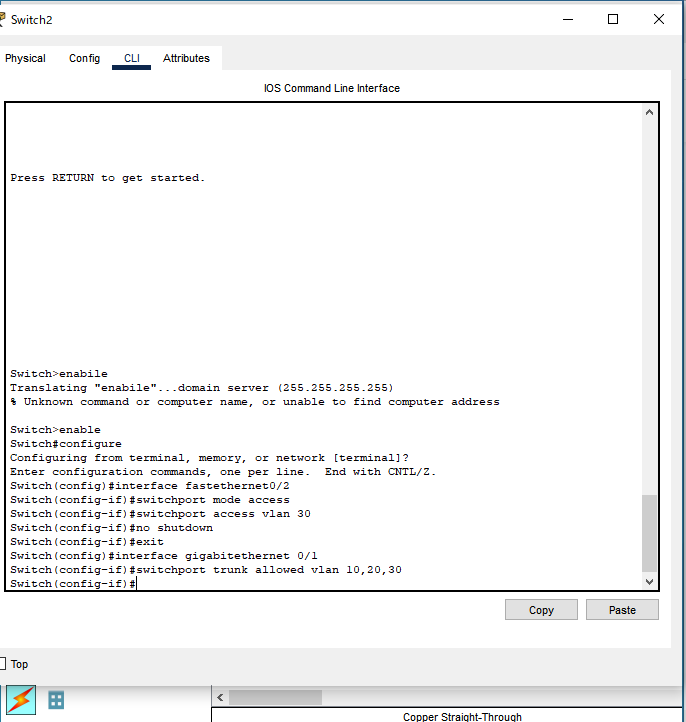 Switch2
Physical Config CLI Attributes
IOS Command Line Interface
Press RETURN to get started.
Switch>enabile
Translating "enabile"...domain server (255.255.255.255)
% Unknown command or computer name, or unable to find computer address
Switch>enable
Switch#configure
Configuring from terminal, memory, or network [terminal]?
Enter configuration commands, one per line.  End with CNTL/Z.
Switch(config)#interface fastethernet0/2
Switch(config-if)#switchport mode access
Switch(config-if)#switchport access vlan 30
Switch(config-if)#no shutdown
Switch(config-if)#exit
Switch(config)#interface gigabitethernet 0/1
Switch(config-if)#switchport trunk allowed vlan 10,20,30
Switch(config-if)#
Copy Paste
Top
Copper Straight-Through